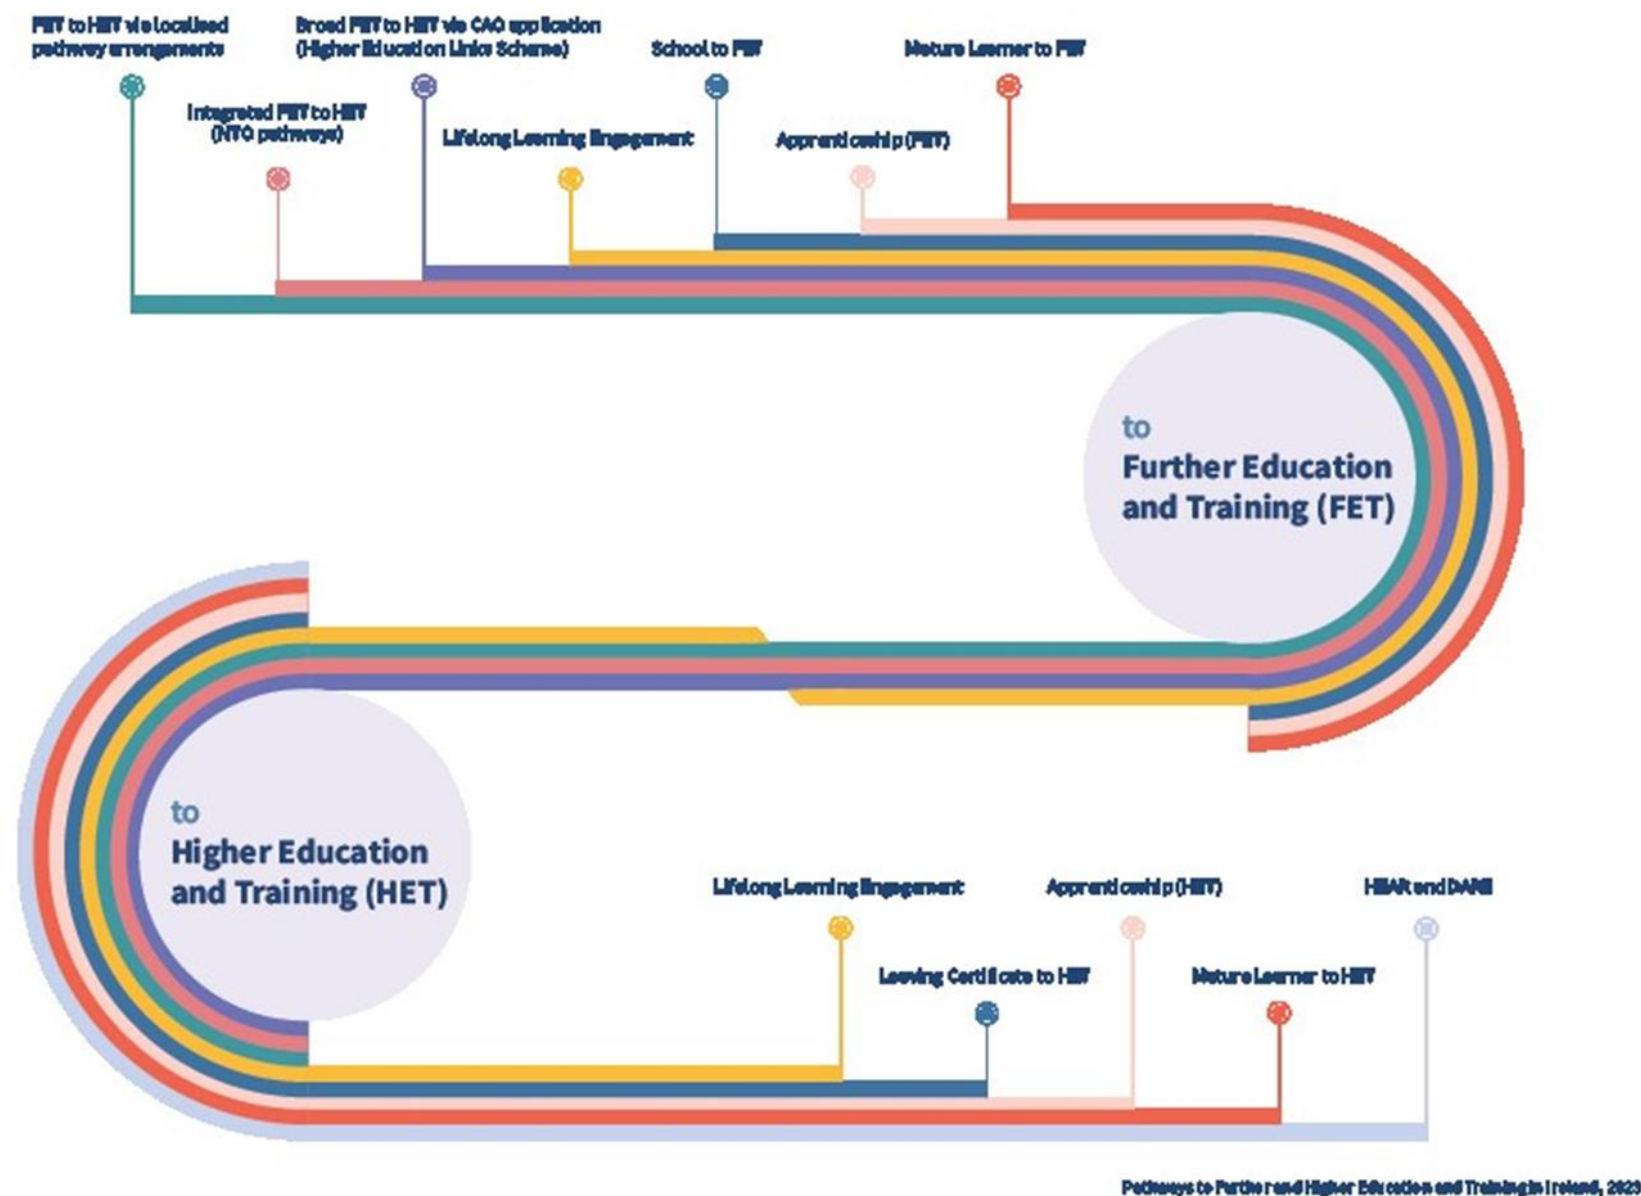 FET to HET via localised
pathway arrangements
Broad FET to HET via CAO application
(Higher Education Links Scheme)
School to FET
Mature Learner to FET
Integrated FET to HET
(NTO pathways)
Lifelong Learning Engagement
Apprenticeship (FET)
to
Further Education
and Training (FET)
to
Higher Education
and Training (HET)
Lifelong Learning Engagement
Apprenticeship (HET)
HEAR and DARE
Leaving Certificate to HET
Mature Learner to HET
Pathways to Further and Higher Education and Training in Ireland, 2023